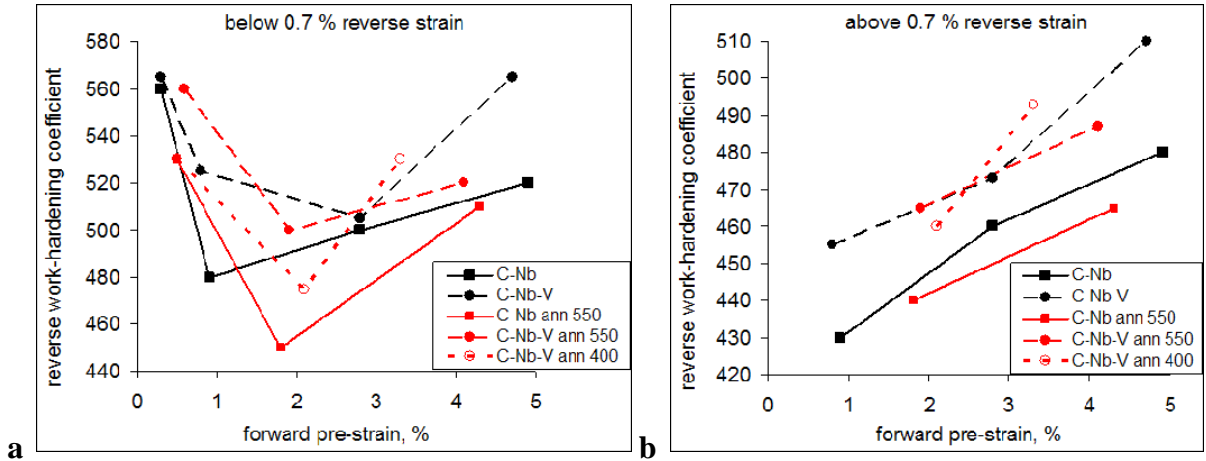 below 0.7 % reverse strain
reverse work-hardening coefficient
580
560
540
520
500
480
460
440
0 1 2 3 4 5
forward pre-strain, %
C-Nb
C-Nb-V
C Nb ann 550
C-Nb-V ann 550
C-Nb-V ann 400
a
above 0.7 % reverse strain
reverse work-hardening coefficient
510
500
490
480
470
460
450
440
430
420
0 1 2 3 4 5
forward pre-strain, %
C-Nb
C Nb V
C-Nb ann 550
C-Nb-V ann 550
C-Nb-V ann 400
b